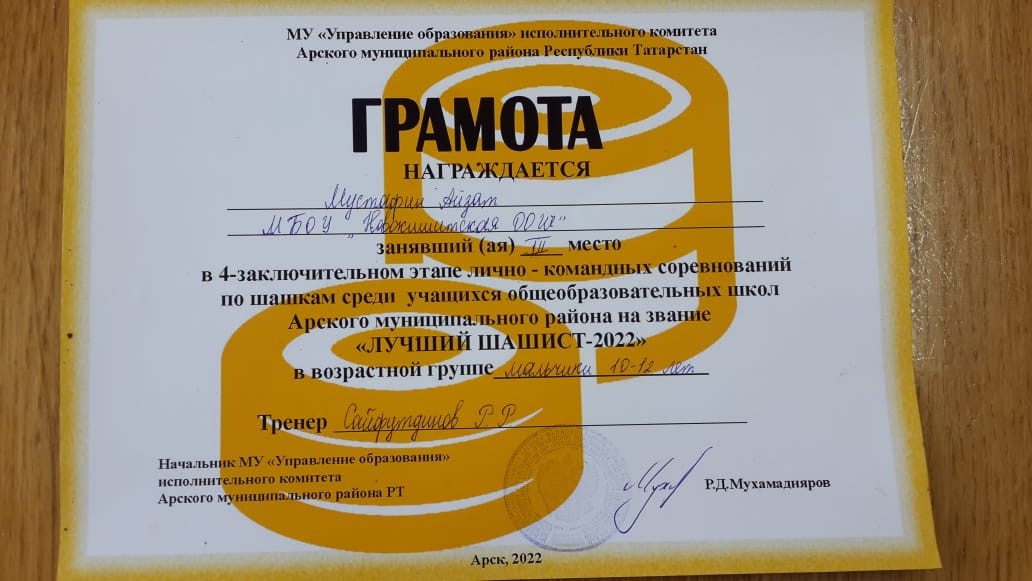 МУ «Управление образования» исполнительного комитета
Арского муниципального района Республики Татарстан
ГРАМОТА
НАГРАЖДАЕТСЯ
Мустафин Айзат
МБОУ "Новокишитская ООШ"
занявший (ая) III место
в 4-заключительном этапе лично - командных соревнований
по шашкам среди учащихся общеобразовательных школ
Арского муниципального района на звание
«ЛУЧШИЙ ШАШИСТ-2022»
в возрастной группе мальчики 10-12 лет
Тренер Сайфутдинов Р.Р.
Начальник МУ «Управление образования»
исполнительного комитета
Арского муниципального района РТ
Р.Д.Мухамадияров
Арск, 2022